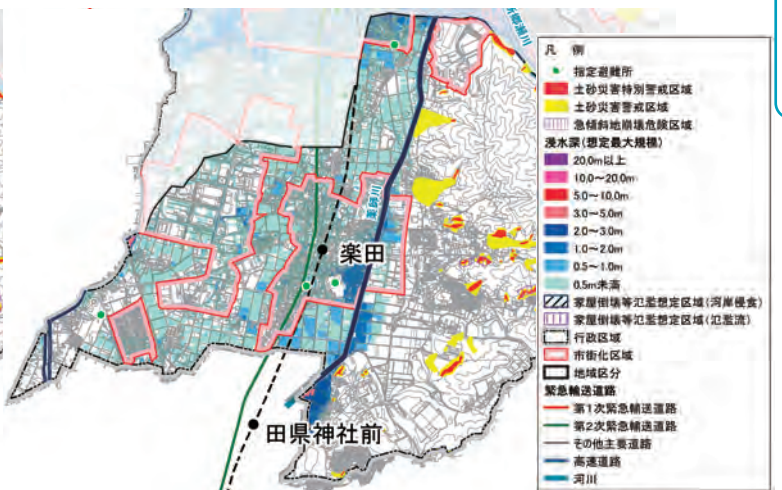 薬師川
楽田
田県神社前
凡 例
指定避難所
土砂災害特別警戒区域
土砂災害警戒区域
急傾斜地崩壊危険区域
浸水深(想定最大規模)
20.0m以上
10.0~20.0m
5.0~10.0m
3.0~5.0m
2.0~3.0m
1.0~2.0m
0.5~1.0m
0.5m未満
家屋倒壊等氾濫想定区域(河岸侵食)
家屋倒壊等氾濫想定区域(氾濫流)
行政区域
市街化区域
地域区分
緊急輸送道路
第1次緊急輸送道路
第2次緊急輸送道路
その他主要道路
高速道路
河川